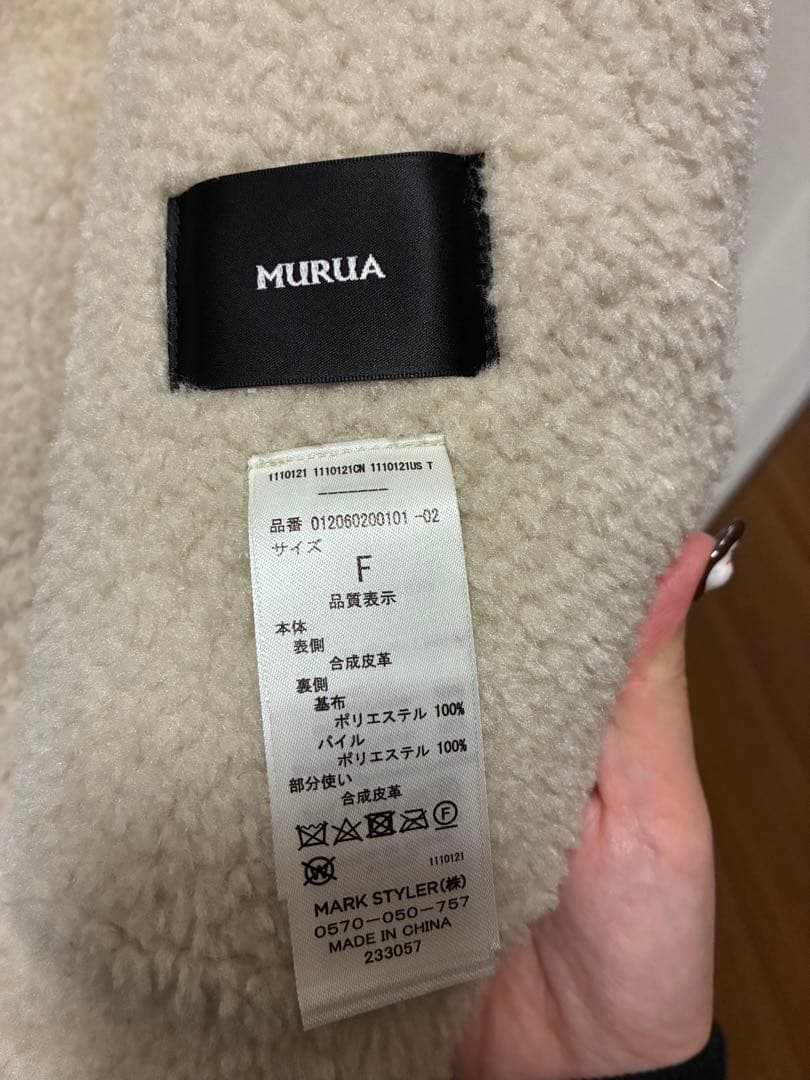 MURUA
1110121 1110121CN 1110121US T
-------
品番 012060200101 -02
サイズ
F
品質表示
本体
表側
合成皮革
裏側
基布
ポリエステル 100%
パイル
ポリエステル 100%
部分使い
合成皮革
F
W
1110121
MARK STYLER(株)
0570-050-757
MADE IN CHINA
233057